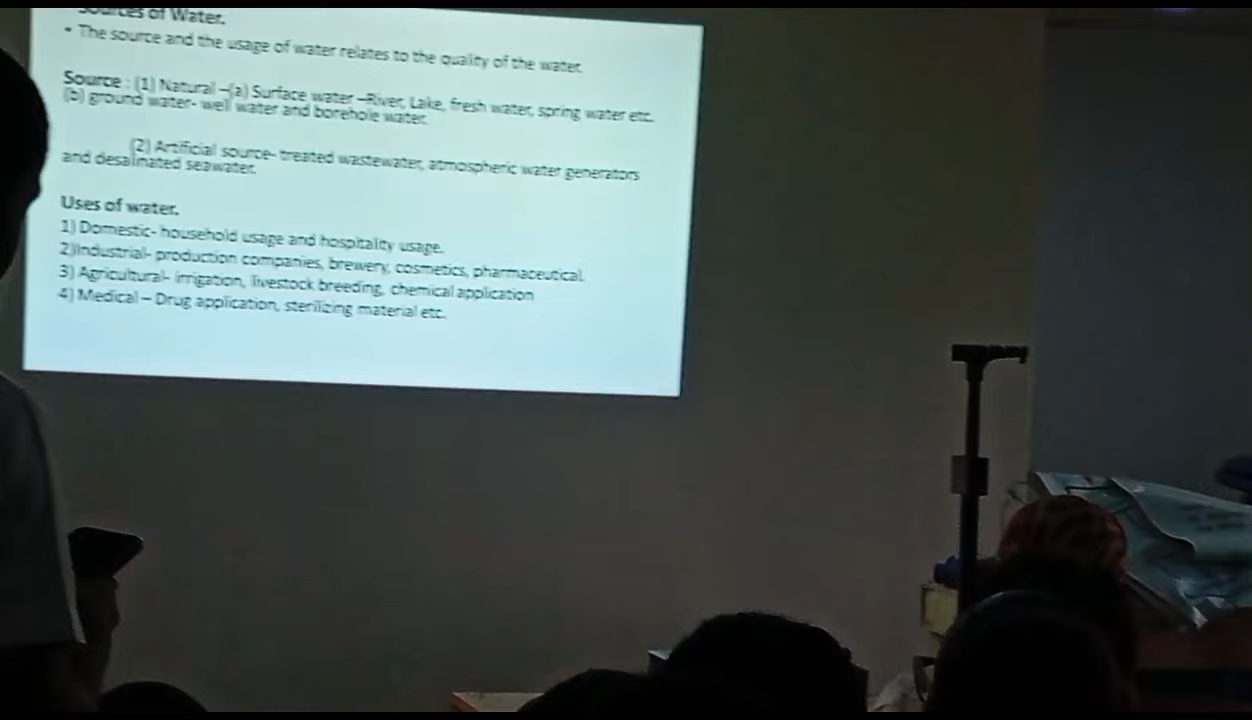 Sources of Water.
• The source and the usage of water relates to the quality of the water.
Source : (1) Natural –(a) Surface water –River, Lake, fresh water, spring water etc.
(b) ground water- well water and borehole water.
(2) Artificial source- treated wastewater, atmospheric water generators
and desalinated seawater.
Uses of water.
1) Domestic- household usage and hospitality usage.
2)Industrial- production companies, brewery, cosmetics, pharmaceutical.
3) Agricultural- irrigation, livestock breeding, chemical application
4) Medical – Drug application, sterilizing material etc.